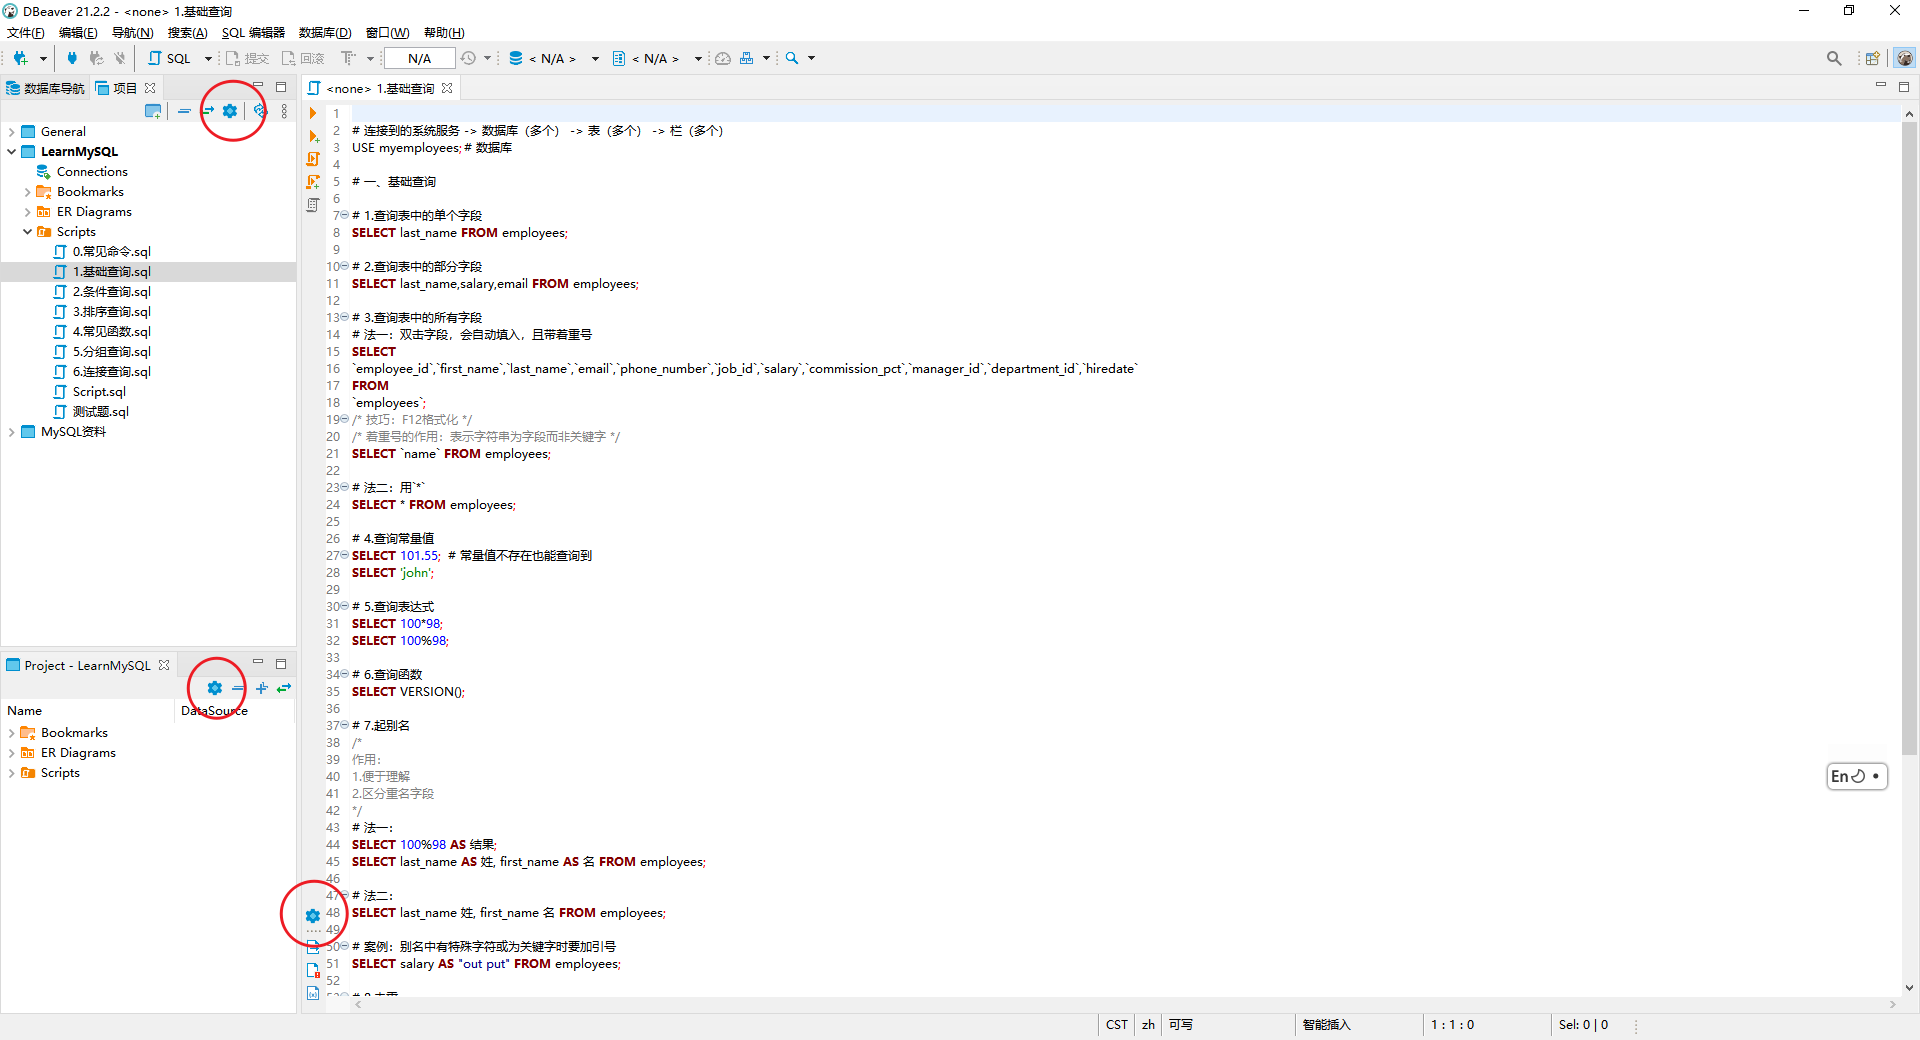 DBeaver 21.2.2 - <none> 1.基础查询
文件(F) 编辑(E) 导航(N) 搜索(A) SQL 编辑器 数据库(D) 窗口(W) 帮助(H)
SQL 提交 回滚 N/A < N/A > < N/A >
数据库导航 项目
General
LearnMySQL
Connections
Bookmarks
ER Diagrams
Scripts
0.常见命令.sql
1.基础查询.sql
2.条件查询.sql
3.排序查询.sql
4.常见函数.sql
5.分组查询.sql
6.连接查询.sql
Script.sql
测试题.sql
MySQL资料
Project - LearnMySQL
Name DataSource
Bookmarks
ER Diagrams
Scripts
<none> 1.基础查询
1
2 # 连接到的系统服务 -> 数据库（多个） -> 表（多个） -> 栏（多个）
3 USE myemployees;# 数据库
4
5 # 一、基础查询
6
7 # 1.查询表中的单个字段
8 SELECT last_name FROM employees;
9
10 # 2.查询表中的部分字段
11 SELECT last_name,salary,email FROM employees;
12
13 # 3.查询表中的所有字段
14 # 法一：双击字段，会自动填入，且带着重号
15 SELECT
16 `employee_id`,`first_name`,`last_name`,`email`,`phone_number`,`job_id`,`salary`,`commission_pct`,`manager_id`,`department_id`,`hiredate`
17 FROM
18 `employees`;
19 /* 技巧：F12格式化 */
20 /* 着重号的作用：表示字符串为字段而非关键字 */
21 SELECT `name` FROM employees;
22
23 # 法二：用`*`
24 SELECT * FROM employees;
25
26 # 4.查询常量值
27 SELECT 101.55; # 常量值不存在也能查询到
28 SELECT 'john';
29
30 # 5.查询表达式
31 SELECT 100*98;
32 SELECT 100%98;
33
34 # 6.查询函数
35 SELECT VERSION();
36
37 # 7.起别名
38 /*
39 作用：
40 1.便于理解
41 2.区分重名字段
42 */
43 # 法一：
44 SELECT 100%98 AS 结果;
45 SELECT last_name AS 姓, first_name AS 名 FROM employees;
46
47 # 法二：
48 SELECT last_name 姓, first_name 名 FROM employees;
49
50 # 案例：别名中有特殊字符或为关键字时要加引号
51 SELECT salary AS "out put" FROM employees;
52
En
CST zh 可写 智能插入 1 : 1 : 0 Sel: 0 | 0